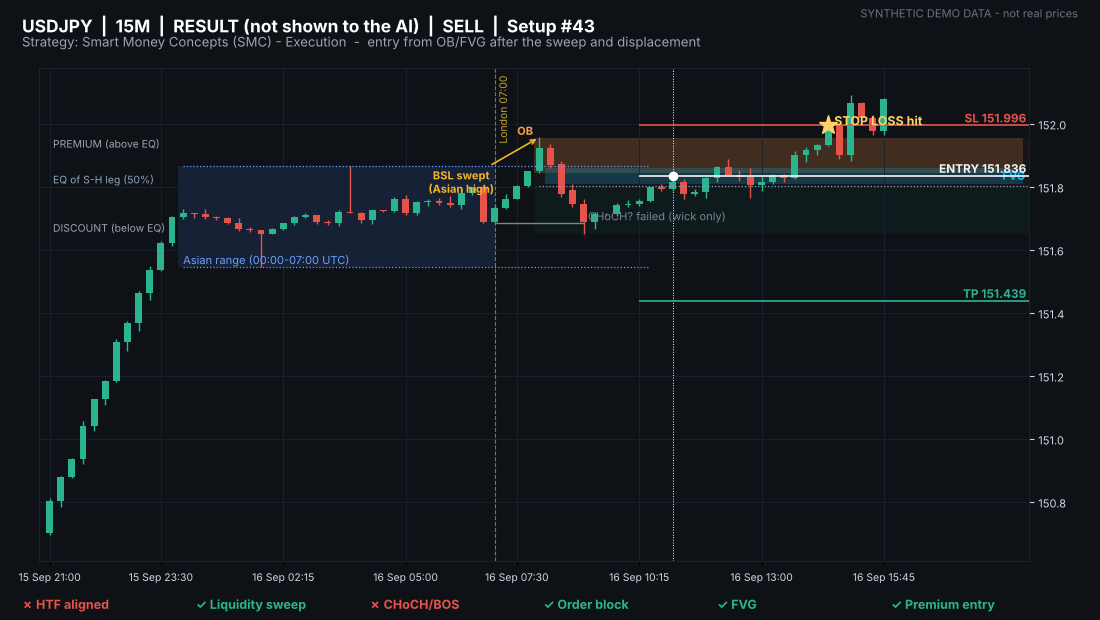 SYNTHETIC DEMO DATA - not real prices
USDJPY | 15M | RESULT (not shown to the AI) | SELL | Setup #43
Strategy: Smart Money Concepts (SMC) - Execution - entry from OB/FVG after the sweep and displacement
London 07:00
OB
STOP LOSS hit
SL 151.996
152.0
PREMIUM (above EQ)
ENTRY 151.836
FVG
EQ of S-H leg (50%)
BSL swept
(Asian high)
151.8
CHoCH? failed (wick only)
DISCOUNT (below EQ)
Asian range (00:00-07:00 UTC)
151.6
TP 151.439
151.4
151.2
151.0
150.8
15 Sep 21:00
15 Sep 23:30
16 Sep 02:15
16 Sep 05:00
16 Sep 07:30
16 Sep 10:15
16 Sep 13:00
16 Sep 15:45
× HTF aligned
✓ Liquidity sweep
× CHoCH/BOS
✓ Order block
✓ FVG
✓ Premium entry